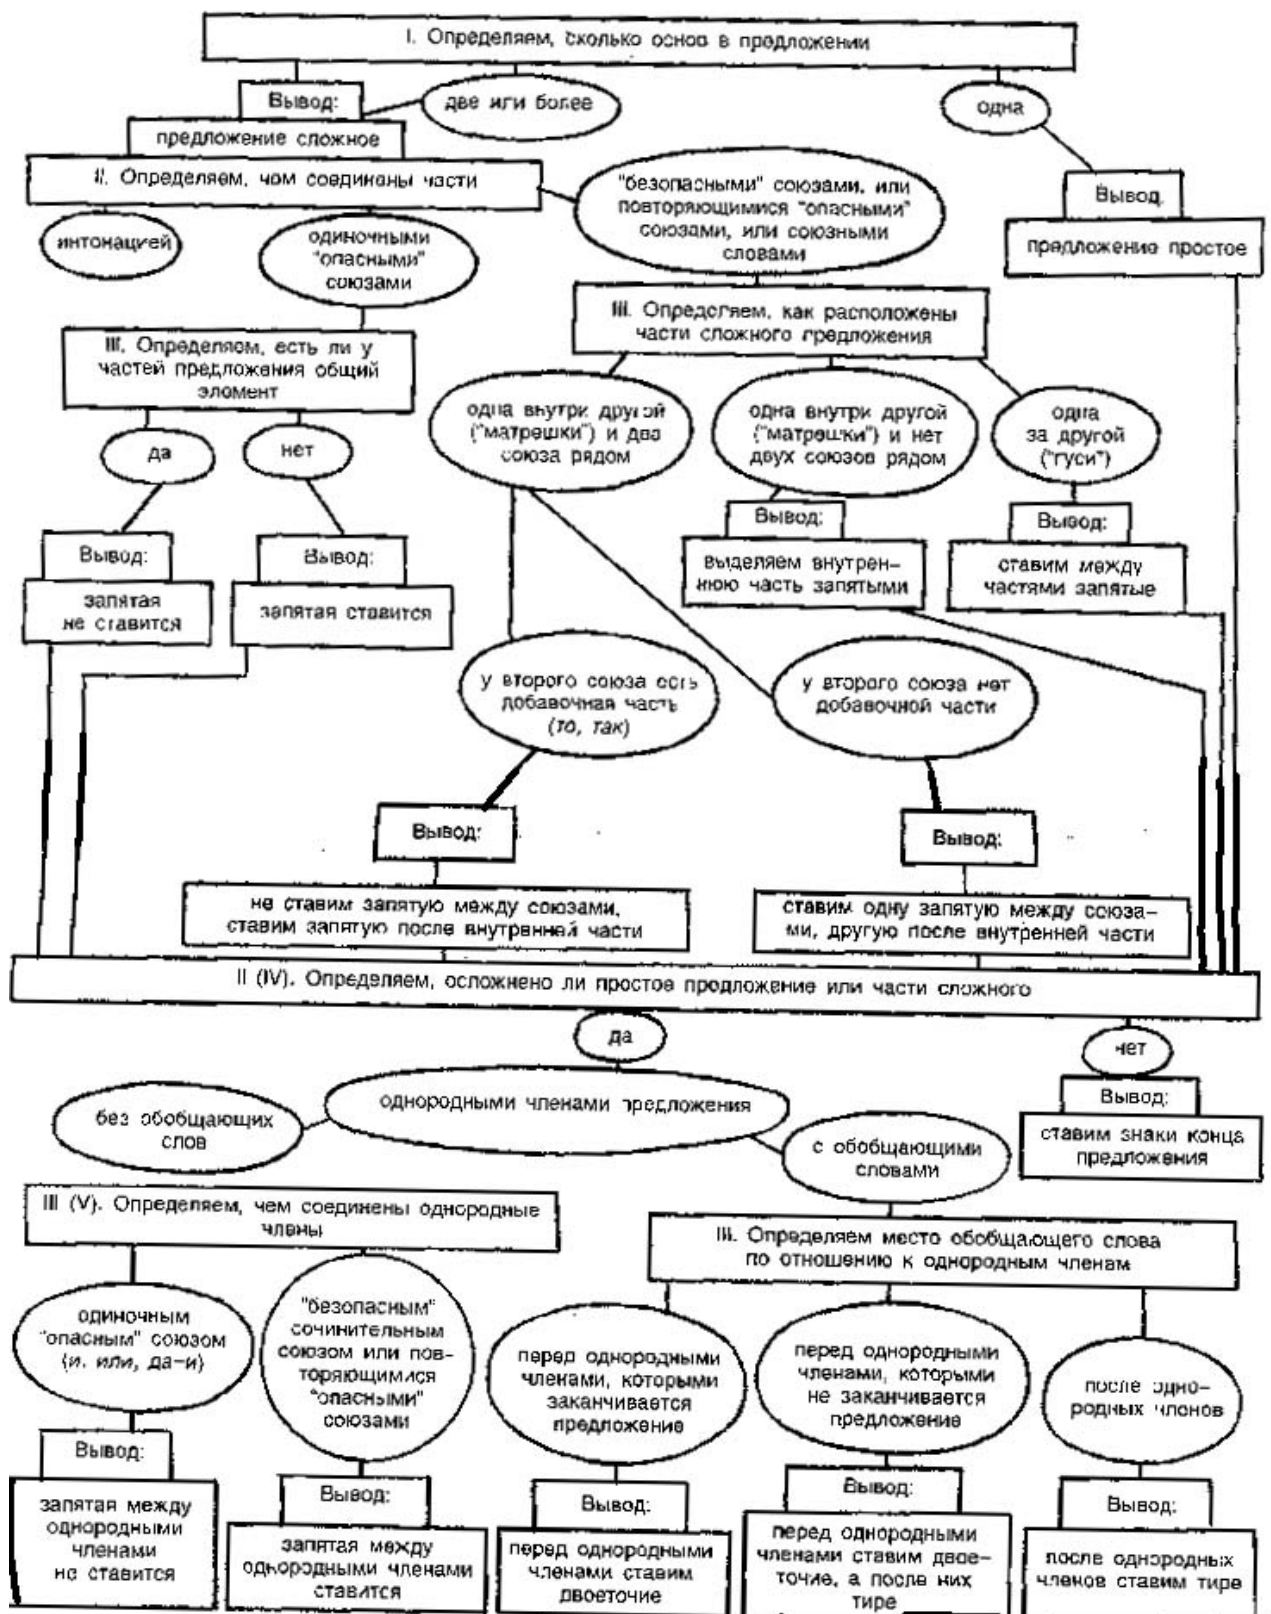 I. Определяем, сколько основ в предложении
Вывод:
две или более
одна
предложение сложное
II. Определяем, чем соединены части
"безопасными" союзами, или
повторяющимися "опасными"
союзами, или союзными
словами
Вывод.
предложение простое
интонацией
одиночными
"опасными"
союзами
III. Определяем, как расположены
части сложного предложения
III. Определяем, есть ли у
частей предложения общий
элемент
одна внутри другой
("матрешки") и два
союза рядом
одна внутри другой
("матрешки") и нет
двух союзов рядом
одна
за другой
("гуси")
да
нет
Вывод:
Вывод:
Вывод:
Вывод:
запятая
не ставится
запятая ставится
выделяем внутрен-
нюю часть запятыми
ставим между
частями запятые
у второго союза есть
добавочная часть
(то, так)
у второго союза нет
добавочной части
Вывод:
Вывод:
не ставим запятую между союзами,
ставим запятую после внутренней части
ставим одну запятую между союза-
ми, другую после внутренней части
II (IV). Определяем, осложнено ли простое предложение или части сложного
да
нет
однородными членами предложения
без обобщающих
слов
с обобщающими
словами
Вывод:
ставим знаки конца
предложения
III (V). Определяем, чем соединены однородные
члены
III. Определяем место обобщающего слова
по отношению к однородным членам
одиночным
"опасным" союзом
(и, или, да-и)
"безопасным"
сочинительным
союзом или пов-
торяющимися
"опасными"
союзами
перед однородными
членами, которыми
заканчивается
предложение
перед однородными
членами, которыми
не заканчивается
предложение
после одно-
родных членов
Вывод:
Вывод:
Вывод:
Вывод:
Вывод:
запятая между
однородными
членами
не ставится
запятая между
однородными членами
ставится
перед однородными
членами ставим
двоеточие
перед однородными
членами ставим двое-
точие, а после них
тире
после однородных
членов ставим тире